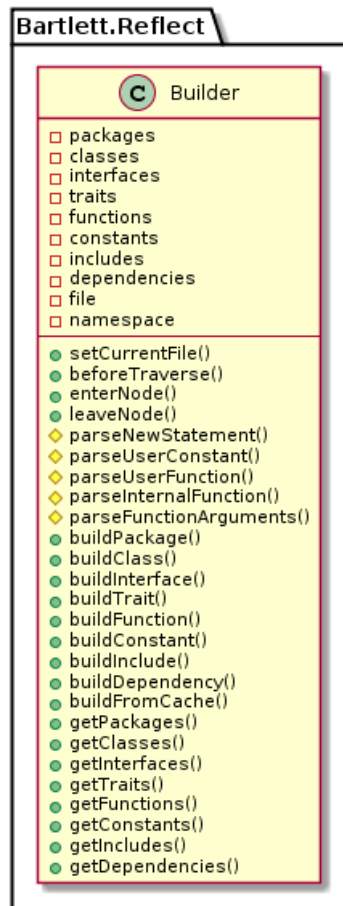 Bartlett.Reflect
C Builder
packages
classes
interfaces
traits
functions
constants
includes
dependencies
file
namespace
setCurrentFile()
beforeTraverse()
enterNode()
leaveNode()
parseNewStatement()
parseUserConstant()
parseUserFunction()
parseInternalFunction()
parseFunctionArguments()
buildPackage()
buildClass()
buildInterface()
buildTrait()
buildFunction()
buildConstant()
buildInclude()
buildDependency()
buildFromCache()
getPackages()
getClasses()
getInterfaces()
getTraits()
getFunctions()
getConstants()
getIncludes()
getDependencies()